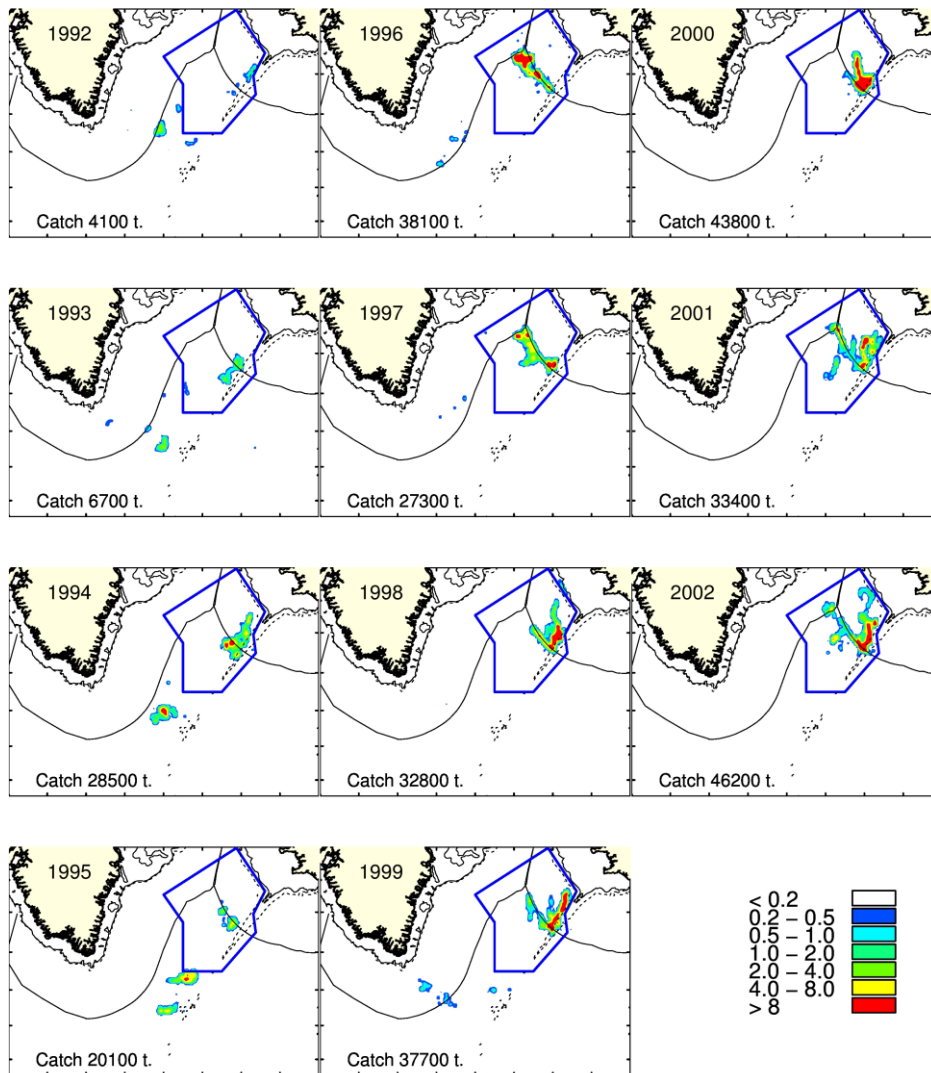 1992
Catch 4100 t.
1996
Catch 38100 t.
2000
Catch 43800 t.
1993
Catch 6700 t.
1997
Catch 27300 t.
2001
Catch 33400 t.
1994
Catch 28500 t.
1998
Catch 32800 t.
2002
Catch 46200 t.
1995
Catch 20100 t.
1999
Catch 37700 t.
< 0.2
0.2 – 0.5
0.5 – 1.0
1.0 – 2.0
2.0 – 4.0
4.0 – 8.0
> 8